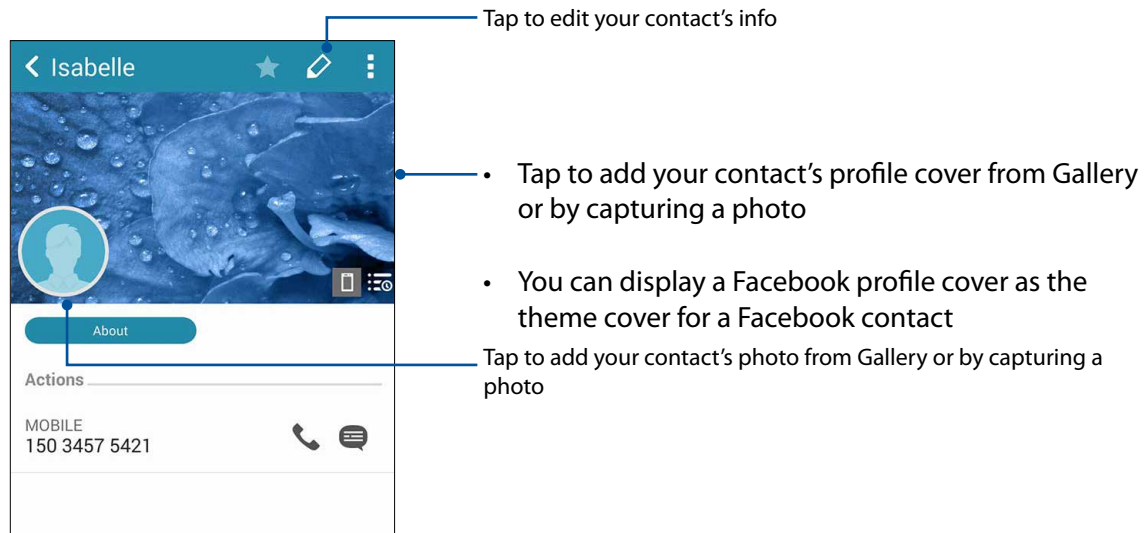 Tap to edit your contact's info
Isabelle
• Tap to add your contact's profile cover from Gallery
or by capturing a photo
• You can display a Facebook profile cover as the
theme cover for a Facebook contact
About
Tap to add your contact's photo from Gallery or by capturing a
photo
Actions
MOBILE
150 3457 5421